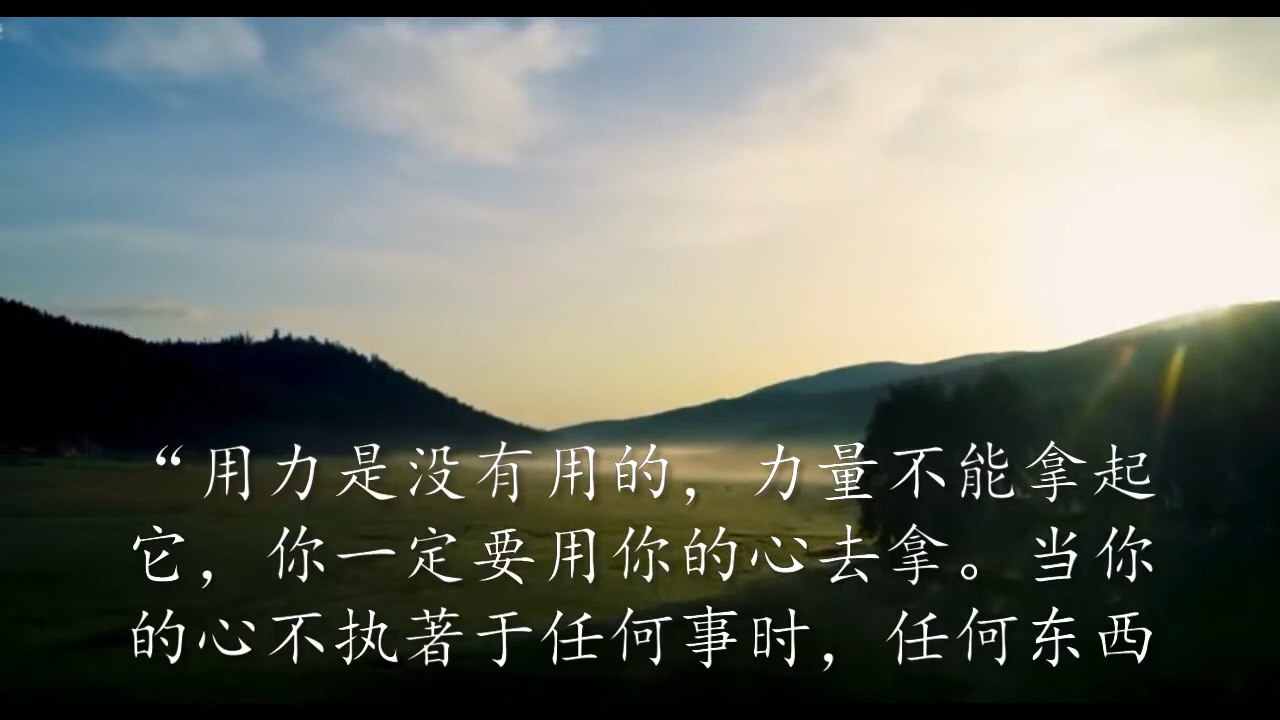 “用力是没有用的，力量不能拿起
它，你一定要用你的心去拿。当你
的心不执著于任何事时，任何东西